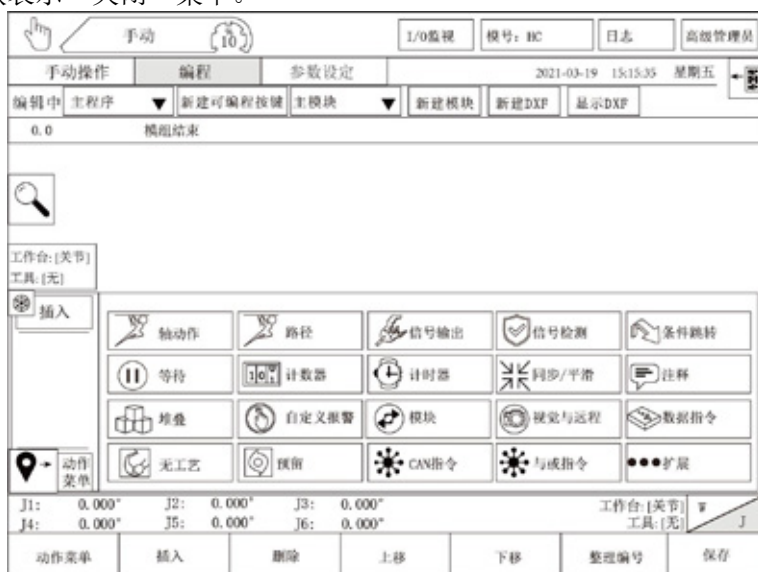 表示“关闭”菜单。
手动 10 I/O监视 模号：HC 日志 高级管理员
手动操作 编程 参数设定 2021-03-19 15:15:35 星期五
编辑中 主程序 新建可编程按键 主模块 新建模块 新建DXF 显示DXF
0.0 模组结束
工作台:[关节]
工具:[无]
插入
轴动作 路径 信号输出 信号检测 条件跳转
等待 计数器 计时器 同步/平滑 注释
堆叠 自定义报警 模块 视觉与远程 数据指令
动作菜单 无工艺 预留 CAN指令 与或指令 扩展
J1: 0.000° J2: 0.000° J3: 0.000° 工作台:[关节] W
J4: 0.000° J5: 0.000° J6: 0.000° 工具:[无] J
动作菜单 插入 删除 上移 下移 整理编号 保存